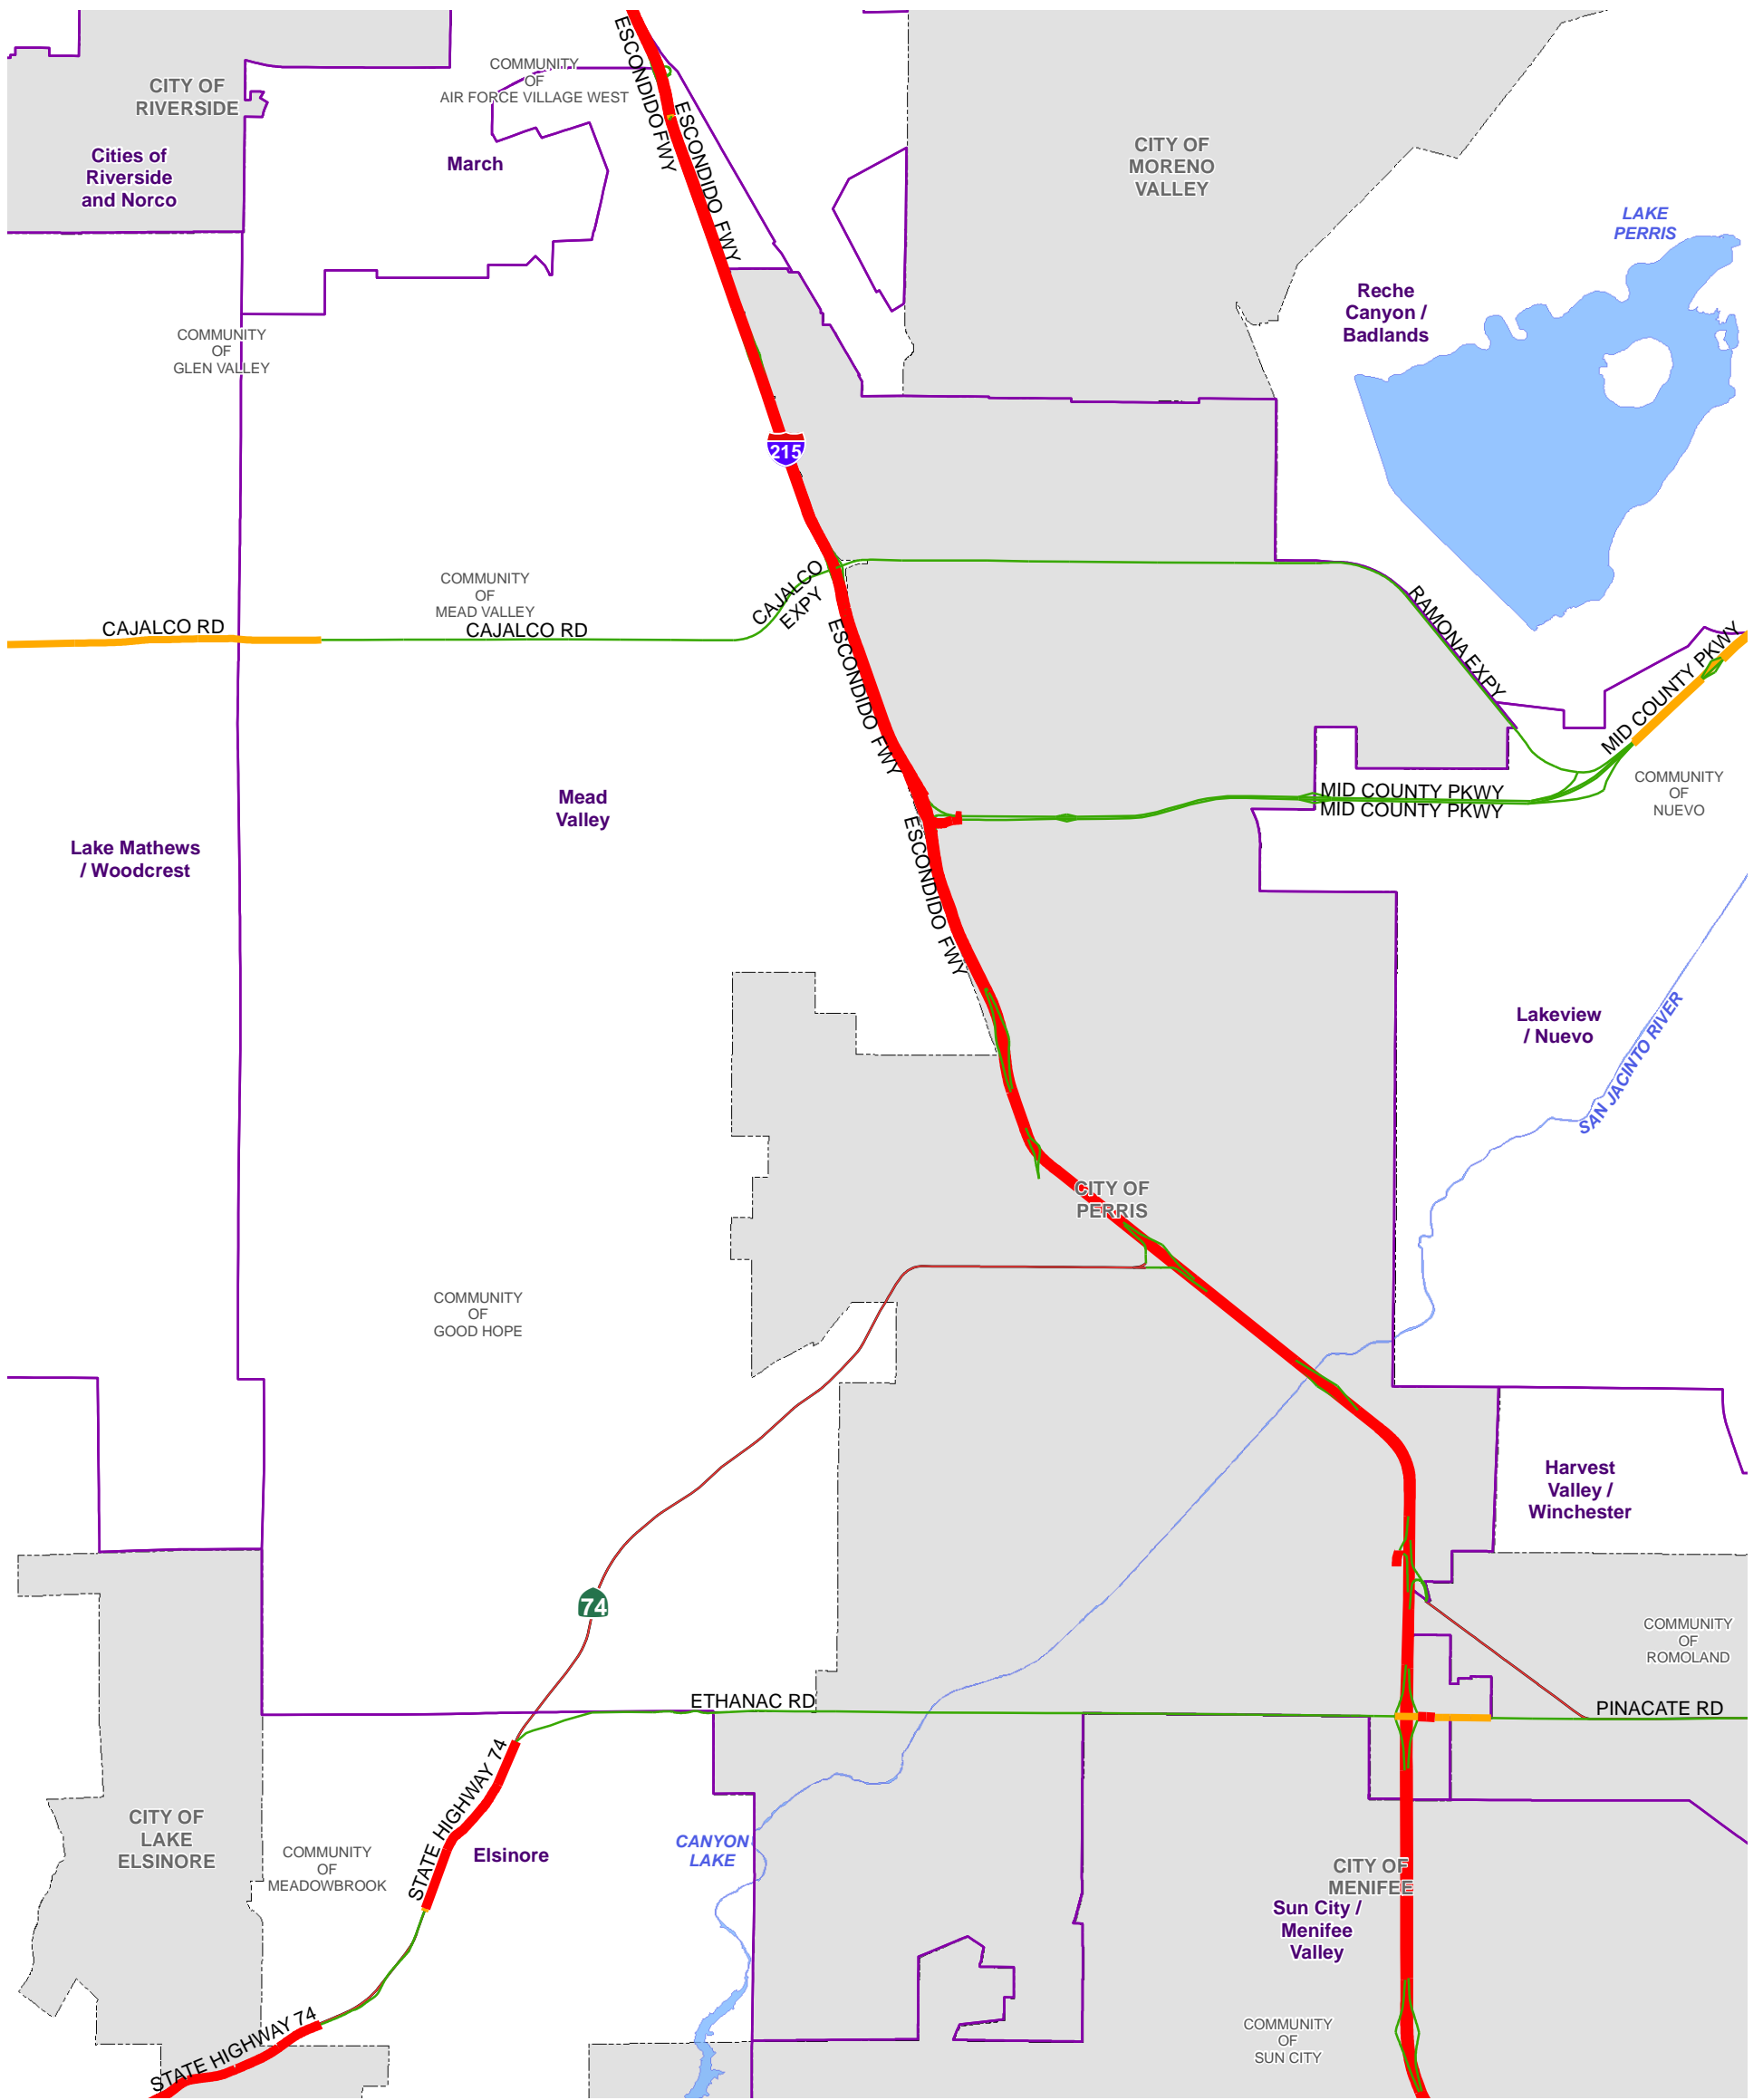 CITY OF
RIVERSIDE
Cities of
Riverside
and Norco
COMMUNITY
OF
AIR FORCE VILLAGE WEST
March
ESCONDIDO FWY
ESCONDIDO FWY
CITY OF
MORENO
VALLEY
LAKE
PERRIS
Reche
Canyon /
Badlands
COMMUNITY
OF
GLEN VALLEY
215
COMMUNITY
OF
MEAD VALLEY
CAJALCO RD
CAJALCO RD
CAJALCO
EXPY
ESCONDIDO FWY
RAMONA EXPY
MID COUNTY PKWY
MID COUNTY PKWY
MID COUNTY PKWY
COMMUNITY
OF
NUEVO
Mead
Valley
Lake Mathews
/ Woodcrest
ESCONDIDO FWY
Lakeview
/ Nuevo
SAN JACINTO RIVER
CITY OF
PERRIS
COMMUNITY
OF
GOOD HOPE
Harvest
Valley /
Winchester
74
COMMUNITY
OF
ROMOLAND
ETHANAC RD
PINACATE RD
STATE HIGHWAY 74
CITY OF
LAKE
ELSINORE
COMMUNITY
OF
MEADOWBROOK
Elsinore
CANYON
LAKE
CITY OF
MENIFEE
Sun City /
Menifee
Valley
STATE HIGHWAY 74
COMMUNITY
OF
SUN CITY